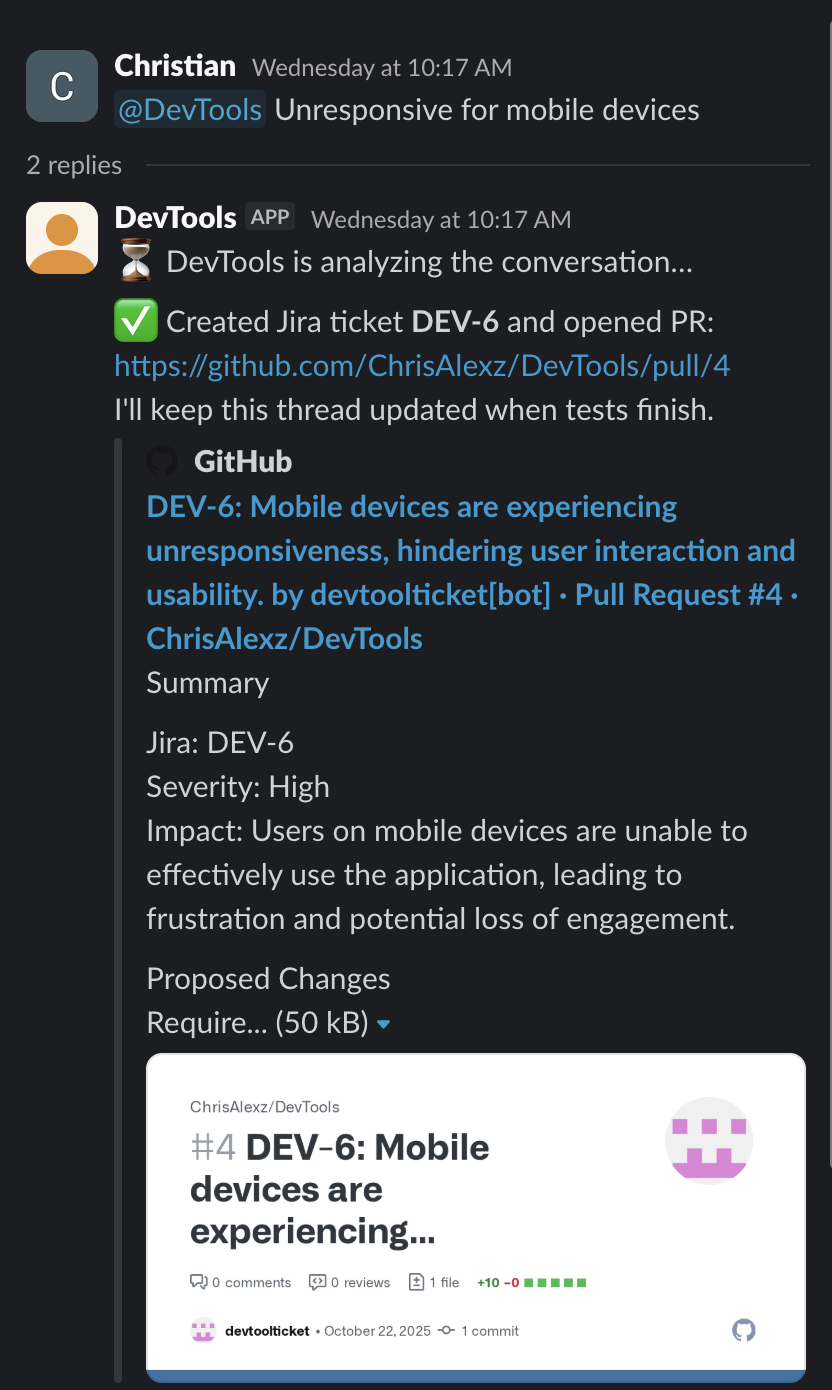 C
Christian Wednesday at 10:17 AM
@DevTools Unresponsive for mobile devices
2 replies
DevTools APP Wednesday at 10:17 AM
⏳ DevTools is analyzing the conversation...
✅ Created Jira ticket DEV-6 and opened PR:
https://github.com/ChrisAlexz/DevTools/pull/4
I'll keep this thread updated when tests finish.
GitHub
DEV-6: Mobile devices are experiencing
unresponsiveness, hindering user interaction and
usability. by devtoolticket[bot] · Pull Request #4 ·
ChrisAlexz/DevTools
Summary
Jira: DEV-6
Severity: High
Impact: Users on mobile devices are unable to
effectively use the application, leading to
frustration and potential loss of engagement.
Proposed Changes
Require... (50 kB)
ChrisAlexz/DevTools
#4 DEV-6: Mobile
devices are
experiencing...
0 comments 0 reviews 1 file +10 -0
devtoolticket • October 22, 2025 1 commit